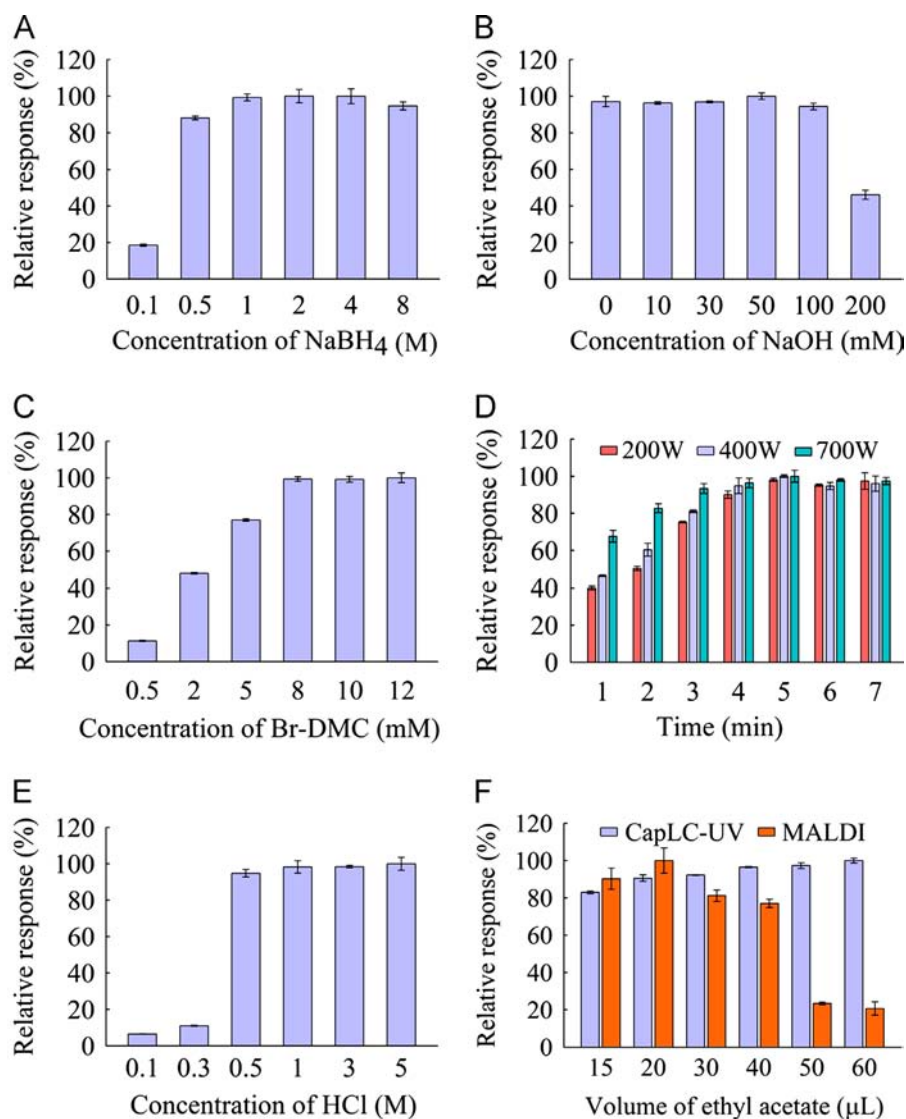 A
Relative response (%)
120
100
80
60
40
20
0
0.1 0.5 1 2 4 8
Concentration of NaBH4 (M)
B
Relative response (%)
120
100
80
60
40
20
0
0 10 30 50 100 200
Concentration of NaOH (mM)
C
Relative response (%)
120
100
80
60
40
20
0
0.5 2 5 8 10 12
Concentration of Br-DMC (mM)
D
Relative response (%)
120
100
80
60
40
20
0
200W 400W 700W
1 2 3 4 5 6 7
Time (min)
E
Relative response (%)
120
100
80
60
40
20
0
0.1 0.3 0.5 1 3 5
Concentration of HCl (M)
F
Relative response (%)
120
100
80
60
40
20
0
CapLC-UV MALDI
15 20 30 40 50 60
Volume of ethyl acetate (μL)